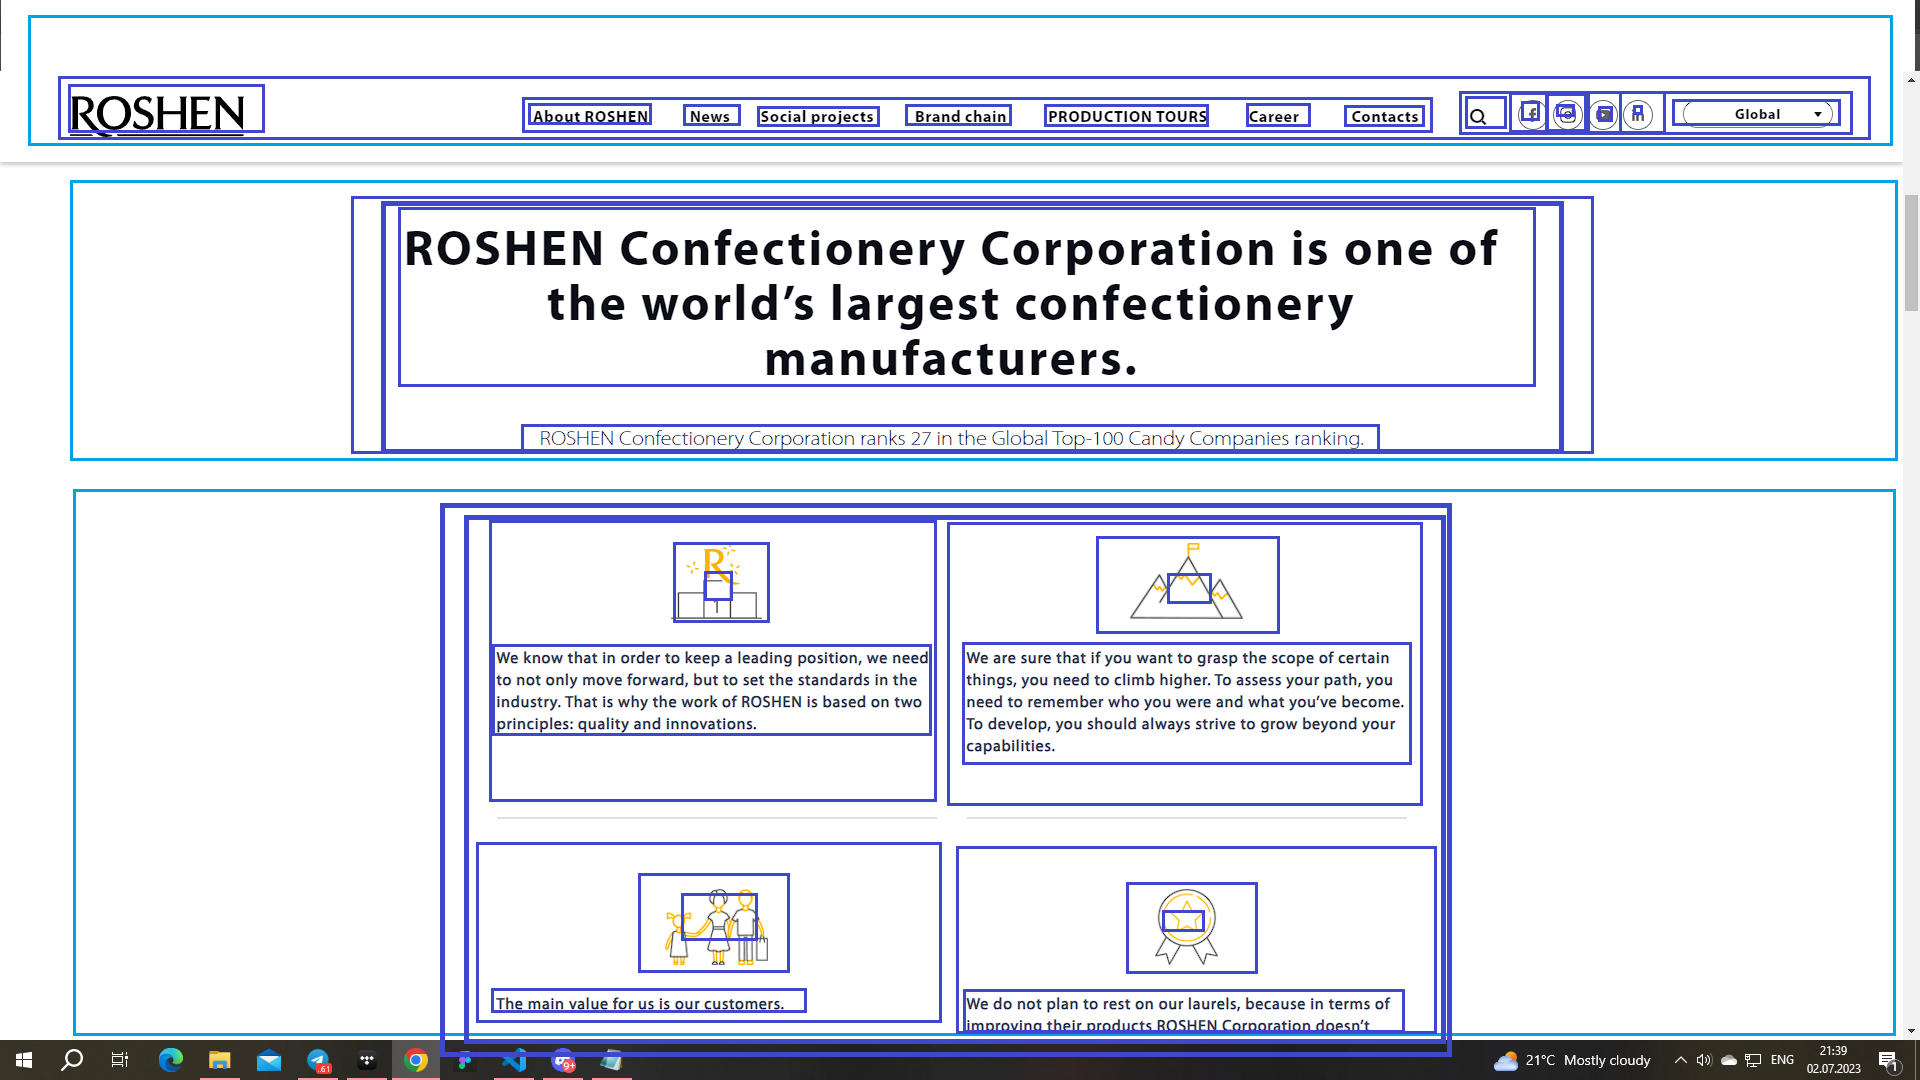 ROSHEN
About ROSHEN
News
Social projects
Brand chain
PRODUCTION TOURS
Career
Contacts
Global
ROSHEN Confectionery Corporation is one of
the world’s largest confectionery
manufacturers.
ROSHEN Confectionery Corporation ranks 27 in the Global Top-100 Candy Companies ranking.
R
1
We know that in order to keep a leading position, we need
to not only move forward, but to set the standards in the
industry. That is why the work of ROSHEN is based on two
principles: quality and innovations.
We are sure that if you want to grasp the scope of certain
things, you need to climb higher. To assess your path, you
need to remember who you were and what you’ve become.
To develop, you should always strive to grow beyond your
capabilities.
The main value for us is our customers.
We do not plan to rest on our laurels, because in terms of
improving their products ROSHEN Corporation doesn’t
.61
9+
21°C Mostly cloudy
ENG
21:39
02.07.2023
1